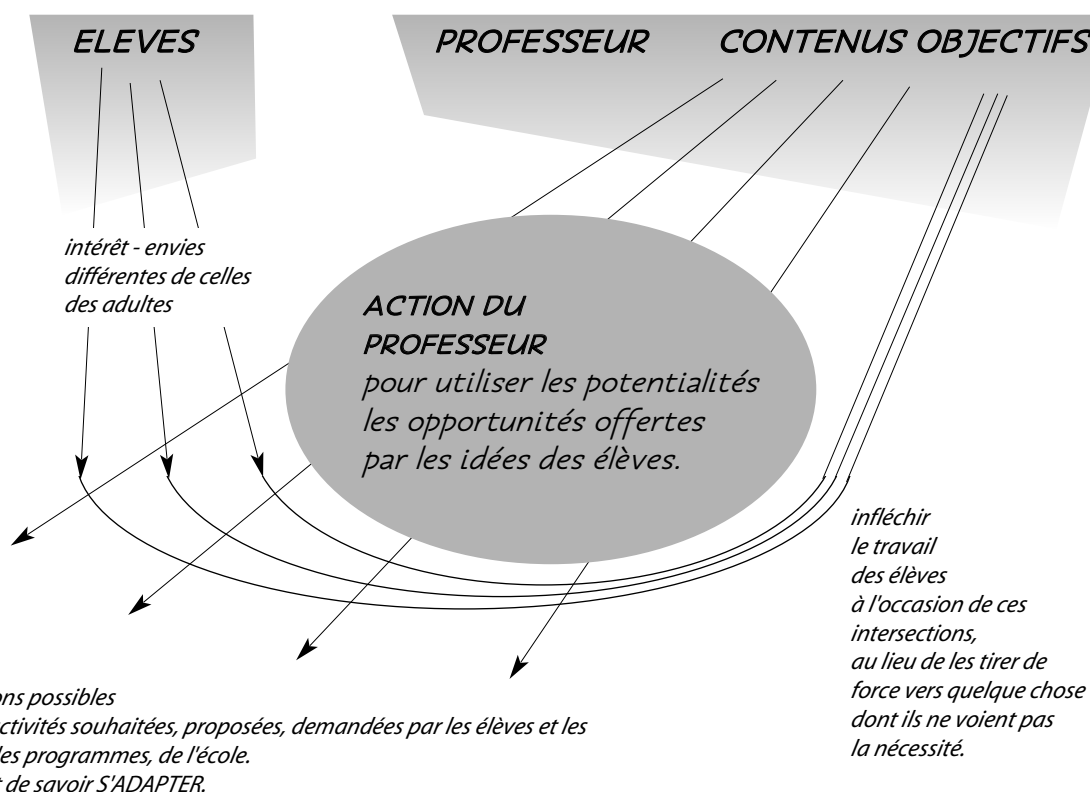 ELEVES
PROFESSEUR CONTENUS OBJECTIFS
intérêt - envies
différentes de celles
des adultes
ACTION DU
PROFESSEUR
pour utiliser les potentialités
les opportunités offertes
par les idées des élèves.
infléchir
le travail
des élèves
à l'occasion de ces
intersections,
au lieu de les tirer de
force vers quelque chose
dont ils ne voient pas
la nécessité.
possibles
souhaitées, proposées, demandées par les élèves et les
programmes, de l'école.
de savoir S'ADAPTER.